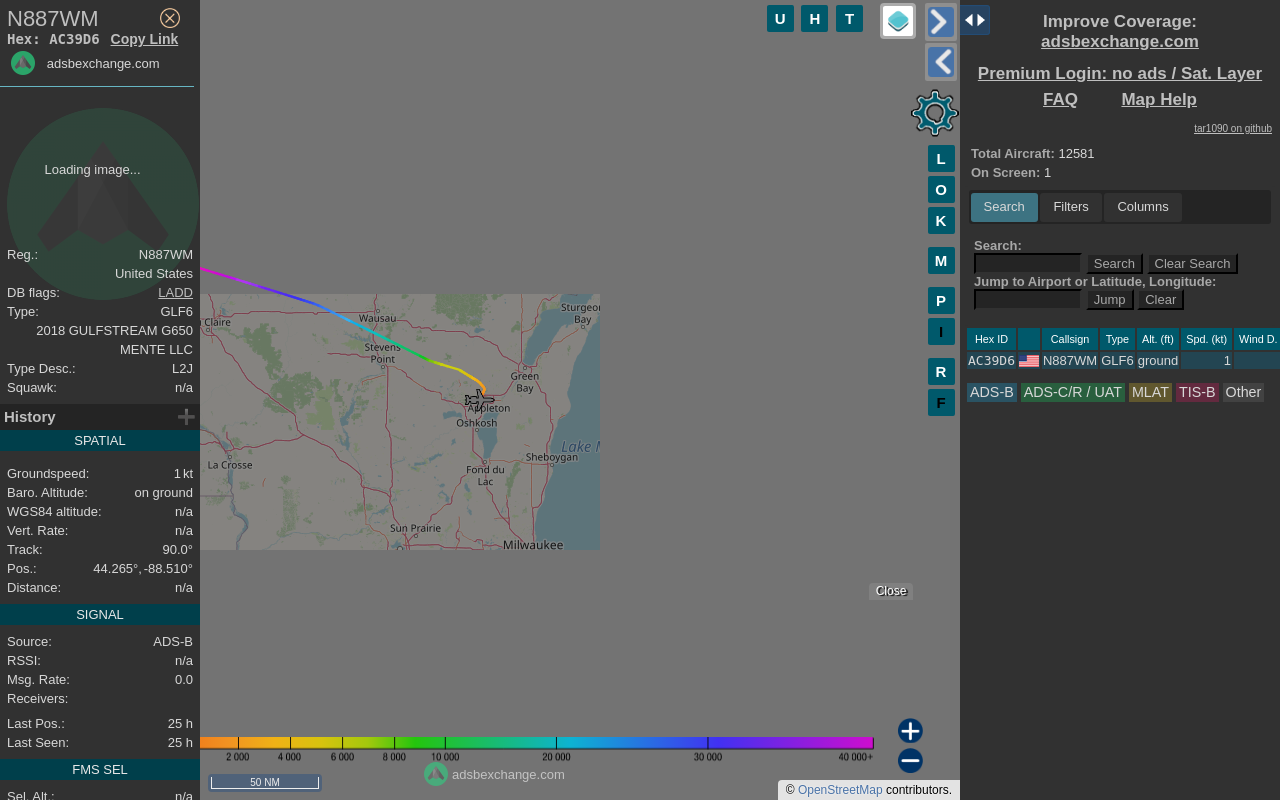 N887WM
Hex: AC39D6 Copy Link
adsbexchange.com
Loading image...
Reg.: N887WM
United States
DB flags: LADD
Type: GLF6
2018 GULFSTREAM G650
MENTE LLC
Type Desc.: L2J
Squawk: n/a
History
SPATIAL
Groundspeed: 1 kt
Baro. Altitude: on ground
WGS84 altitude: n/a
Vert. Rate: n/a
Track: 90.0°
Pos.: 44.265°, -88.510°
Distance: n/a
SIGNAL
Source: ADS-B
RSSI: n/a
Msg. Rate: 0.0
Receivers:
Last Pos.: 25 h
Last Seen: 25 h
FMS SEL
Sel. Alt.: n/a
U H T
L
O
K
M
P
I
R
F
Claire
Wausau
Sturgeon
Bay
Stevens
Point
Green
Bay
Appleton
Oshkosh
Lake M
La Crosse
Sheboygan
Fond du
Lac
Sun Prairie
Milwaukee
Close
2 000 4 000 6 000 8 000 10 000 20 000 30 000 40 000+
adsbexchange.com
50 NM
© OpenStreetMap contributors.
Improve Coverage:
adsbexchange.com
Premium Login: no ads / Sat. Layer
FAQ Map Help
tar1090 on github
Total Aircraft: 12581
On Screen: 1
Search Filters Columns
Search:
Search Clear Search
Jump to Airport or Latitude, Longitude:
Jump Clear
Hex ID Callsign Type Alt. (ft) Spd. (kt) Wind D.
AC39D6 N887WM GLF6 ground 1
ADS-B ADS-C/R / UAT MLAT TIS-B Other